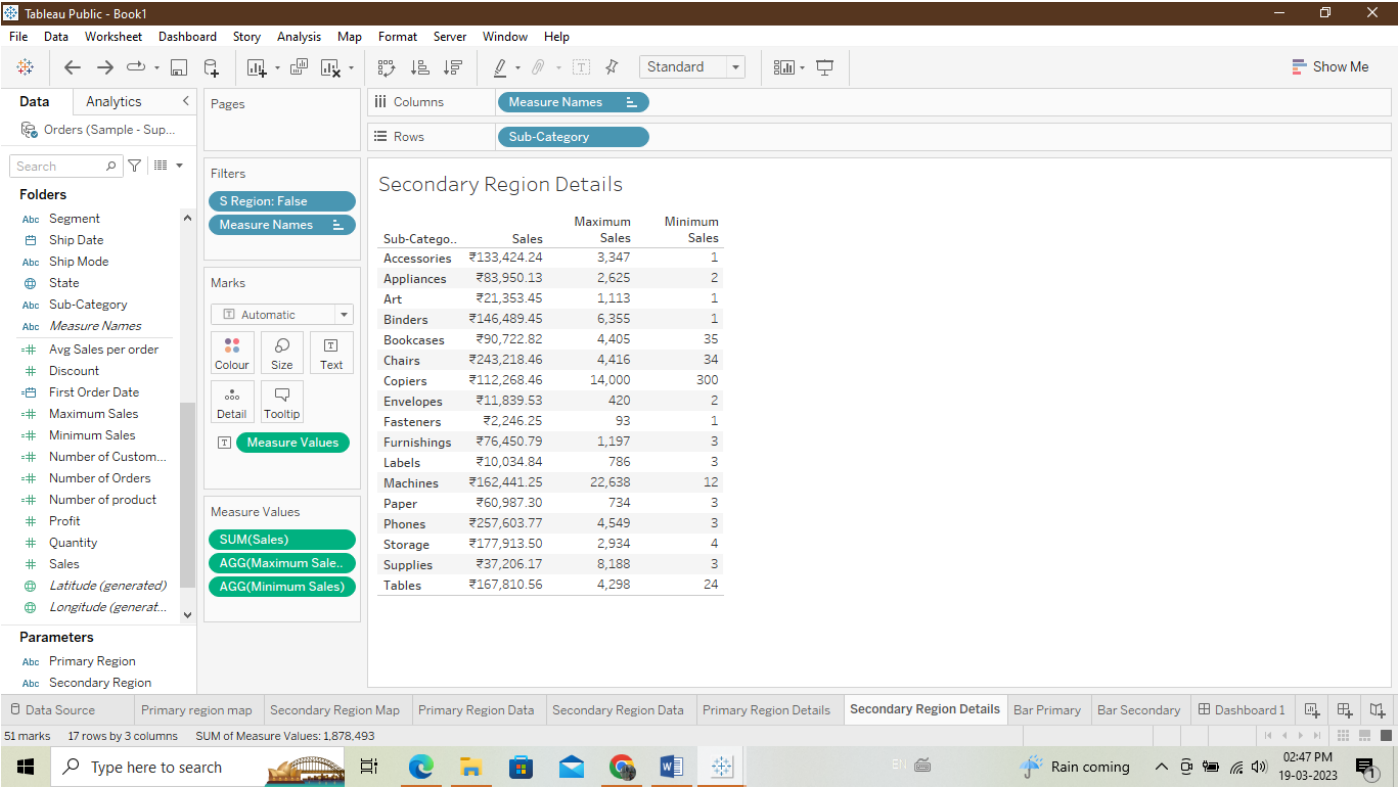 Tableau Public - Book1
File Data Worksheet Dashboard Story Analysis Map Format Server Window Help
Standard
Show Me
Data Analytics
Orders (Sample - Sup...
Search
Folders
Abc Segment
Ship Date
Abc Ship Mode
State
Abc Sub-Category
Abc Measure Names
=# Avg Sales per order
# Discount
First Order Date
=# Maximum Sales
=# Minimum Sales
=# Number of Custom...
=# Number of Orders
=# Number of product
# Profit
# Quantity
# Sales
Latitude (generated)
Longitude (generat...
Parameters
Abc Primary Region
Abc Secondary Region
Pages
Filters
S Region: False
Measure Names
Marks
Automatic
Colour Size Text
Detail Tooltip
Measure Values
Measure Values
SUM(Sales)
AGG(Maximum Sale..
AGG(Minimum Sales)
Columns Measure Names
Rows Sub-Category
Secondary Region Details
Maximum Minimum
Sub-Catego.. Sales Sales Sales
Accessories ₹133,424.24 3,347 1
Appliances ₹83,950.13 2,625 2
Art ₹21,353.45 1,113 1
Binders ₹146,489.45 6,355 1
Bookcases ₹90,722.82 4,405 35
Chairs ₹243,218.46 4,416 34
Copiers ₹112,268.46 14,000 300
Envelopes ₹11,839.53 420 2
Fasteners ₹2,246.25 93 1
Furnishings ₹76,450.79 1,197 3
Labels ₹10,034.84 786 3
Machines ₹162,441.25 22,638 12
Paper ₹60,987.30 734 3
Phones ₹257,603.77 4,549 3
Storage ₹177,913.50 2,934 4
Supplies ₹37,206.17 8,188 3
Tables ₹167,810.56 4,298 24
Data Source Primary region map Secondary Region Map Primary Region Data Secondary Region Data Primary Region Details Secondary Region Details Bar Primary Bar Secondary Dashboard 1
51 marks 17 rows by 3 columns SUM of Measure Values: 1,878,493
Type here to search
EN
Rain coming
02:47 PM
19-03-2023
1